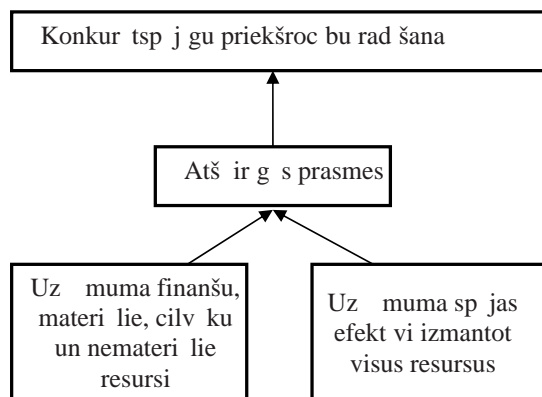 Konkur tsp j gu priekšroc bu rad šana
Atš ir g s prasmes
Uz muma finanšu,
materi lie, cilv ku
un nemateri lie
resursi
Uz muma sp jas
efekt vi izmantot
visus resursus